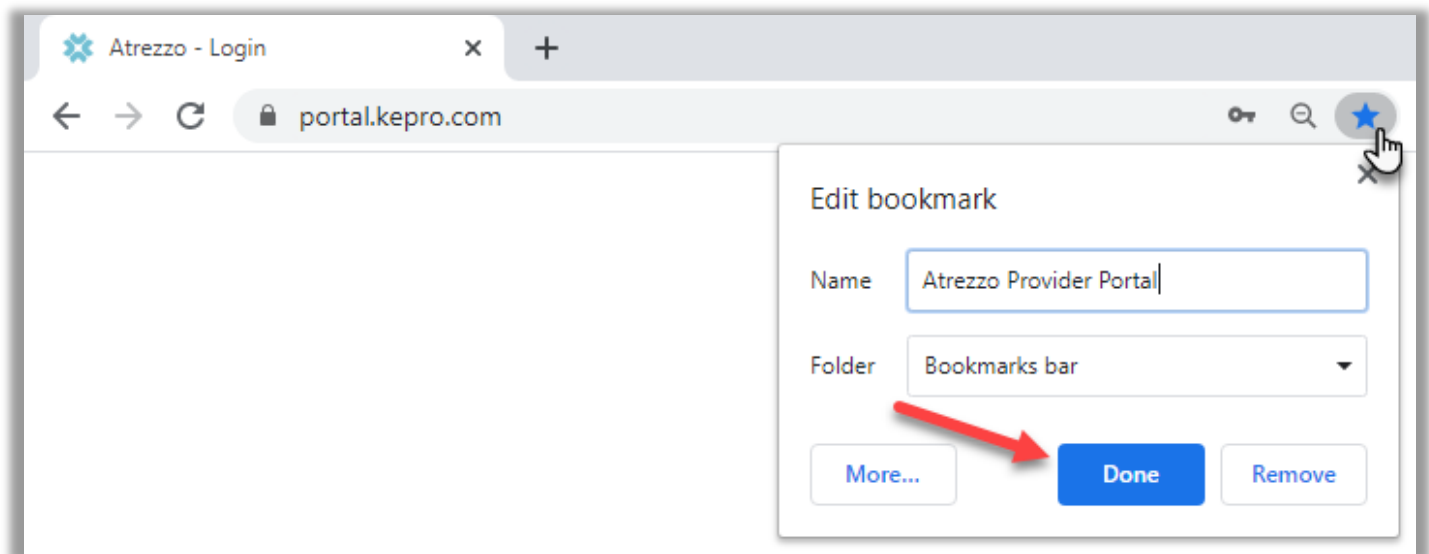 Atrezzo - Login
portal.kepro.com
Edit bookmark
Name Atrezzo Provider Portal
Folder Bookmarks bar
More... Done Remove